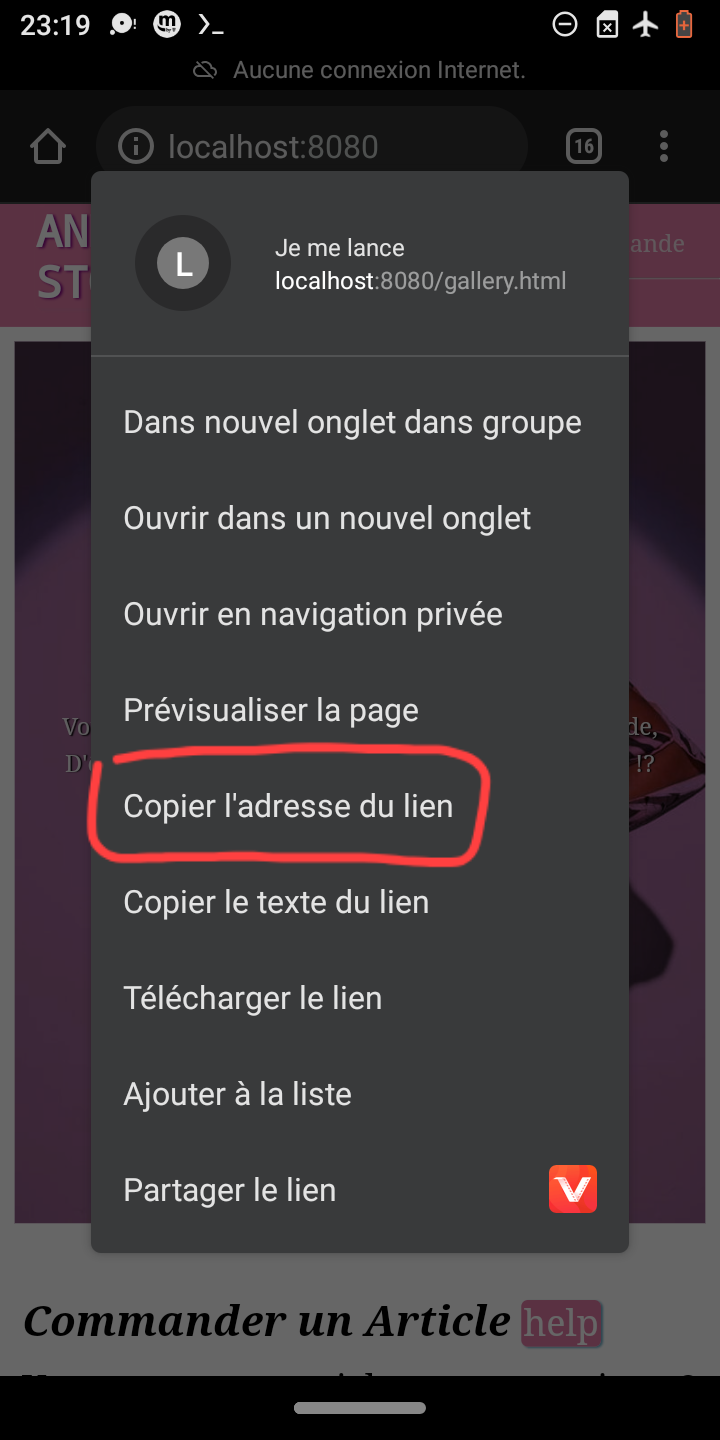 23:19
Aucune connexion Internet.
localhost:8080
16
AN
ande
ST
L
Je me lance
localhost:8080/gallery.html
Dans nouvel onglet dans groupe
Ouvrir dans un nouvel onglet
Ouvrir en navigation privée
Prévisualiser la page
Vo
de,
D'
!?
Copier l'adresse du lien
Copier le texte du lien
Télécharger le lien
Ajouter à la liste
Partager le lien
Commander un Article help